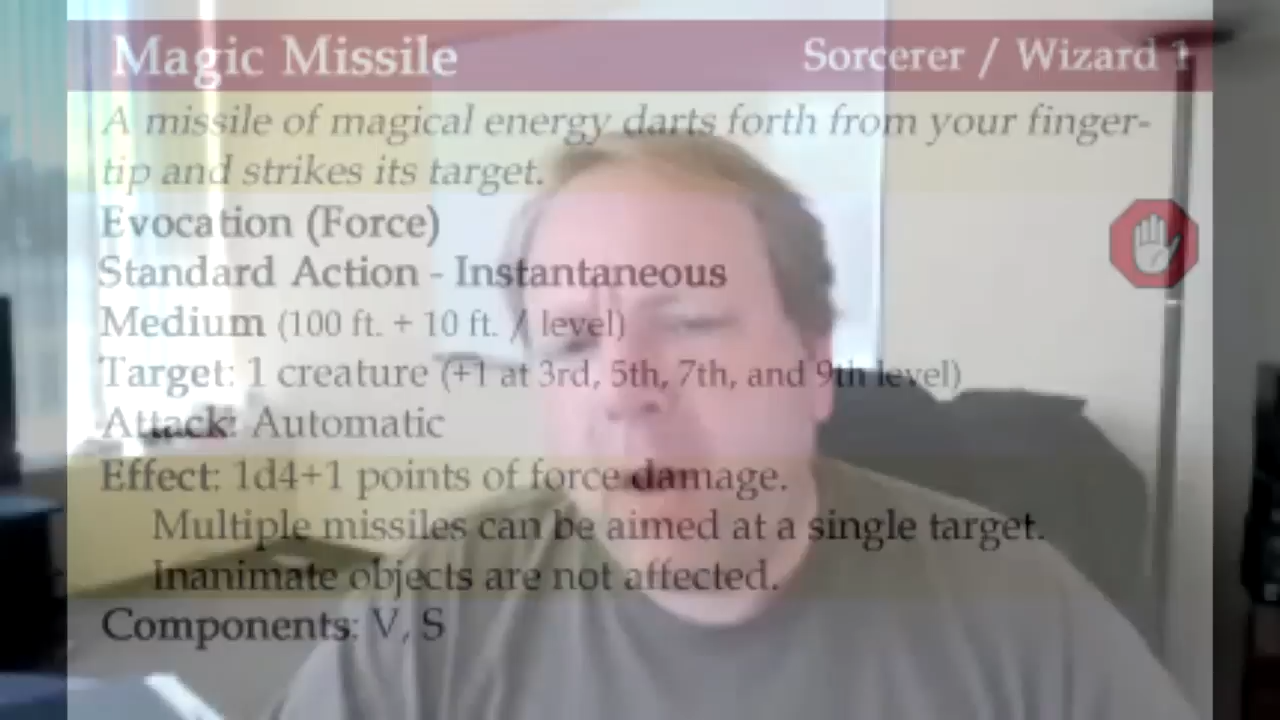 Magic Missile Sorcerer / Wizard 1
A missile of magical energy darts forth from your finger-
tip and strikes its target.
Evocation (Force)
Standard Action - Instantaneous
Medium (100 ft. + 10 ft. / level)
Target: 1 creature (+1 at 3rd, 5th, 7th, and 9th level)
Attack: Automatic
Effect: 1d4+1 points of force damage.
Multiple missiles can be aimed at a single target.
Inanimate objects are not affected.
Components: V, S